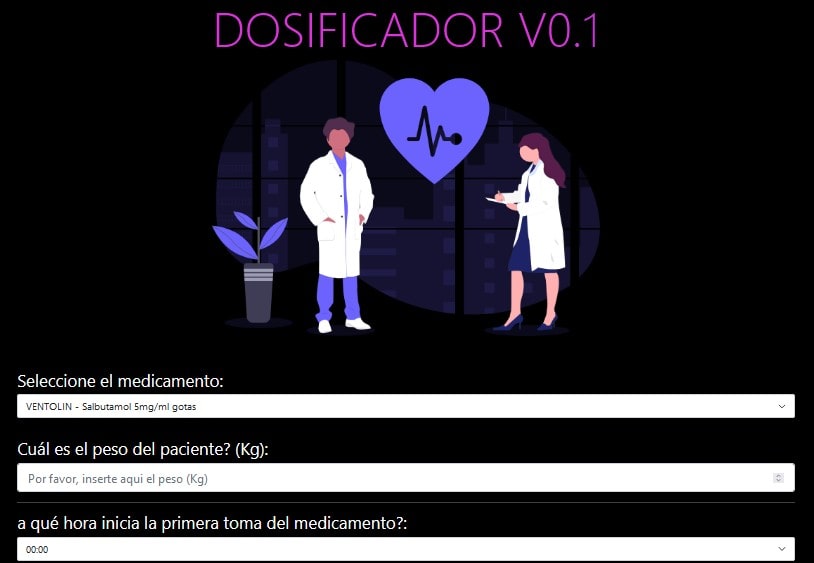 DOSIFICADOR V0.1
Seleccione el medicamento:
VENTOLIN - Salbutamol 5mg/ml gotas
Cuál es el peso del paciente? (Kg):
Por favor, inserte aqui el peso (Kg)
a qué hora inicia la primera toma del medicamento?:
00:00